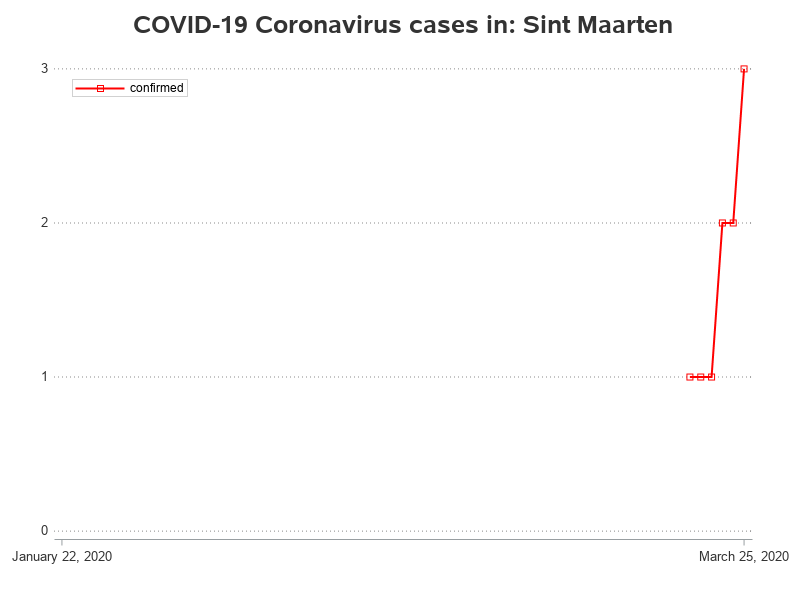 COVID-19 Coronavirus cases in: Sint Maarten
3
confirmed
2
1
0
January 22, 2020
March 25, 2020